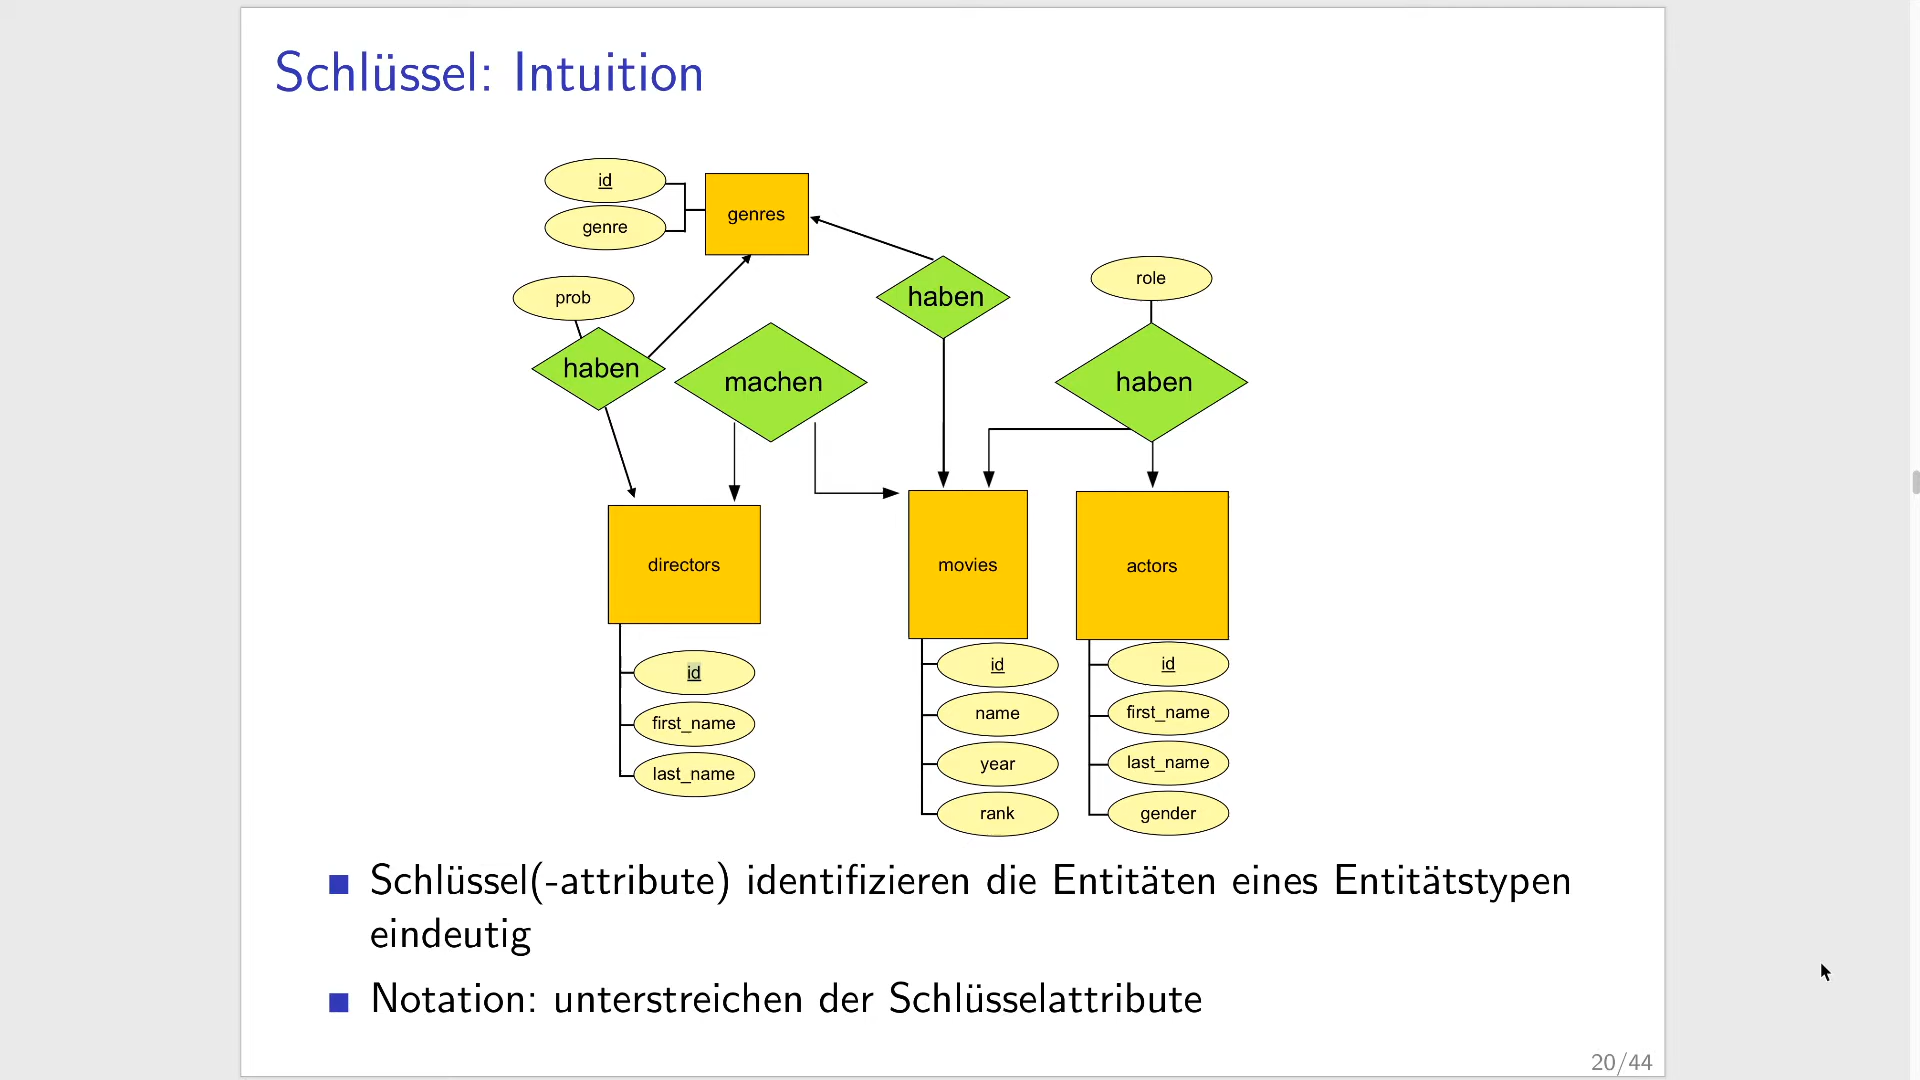 Schlüssel: Intuition
id
genre
genres
prob
haben
machen
haben
role
haben
directors
movies
actors
id
first_name
last_name
id
name
year
rank
id
first_name
last_name
gender
Schlüssel(-attribute) identifizieren die Entitäten eines Entitätstypen
eindeutig
Notation: unterstreichen der Schlüsselattribute
20/44